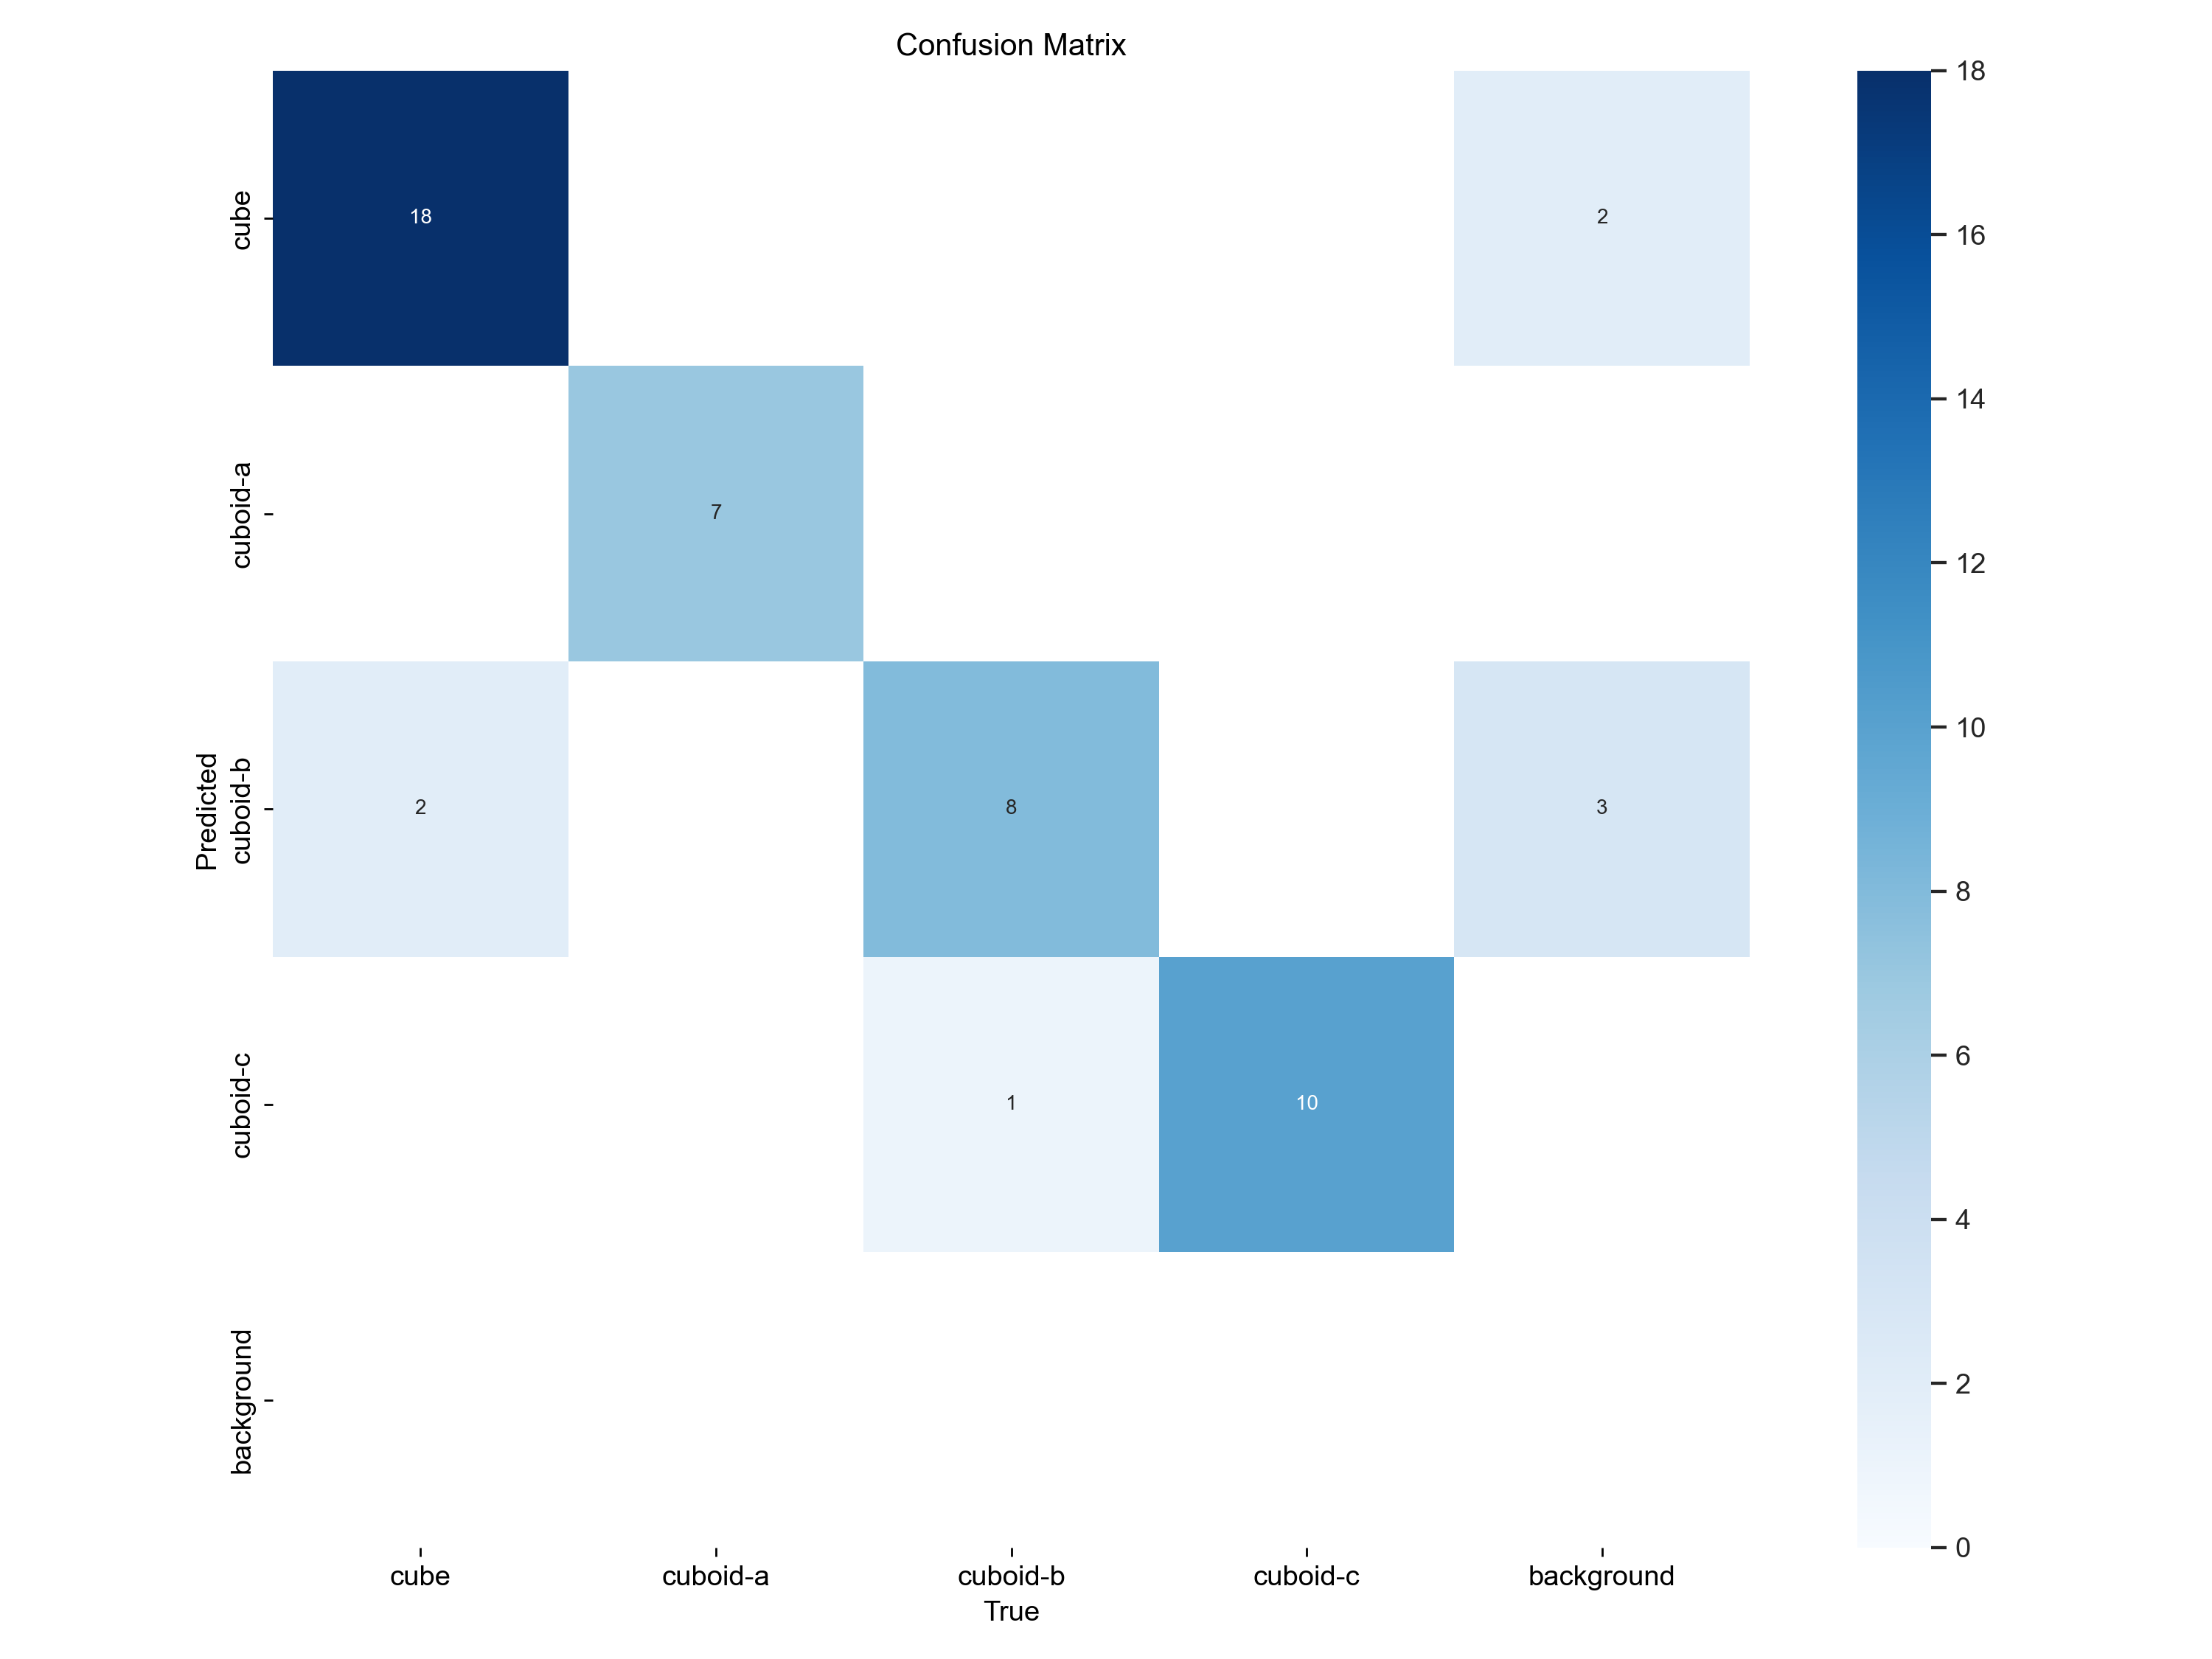 Confusion Matrix
cube
cuboid-a
cuboid-b
cuboid-c
background
Predicted
18
2
7
2
8
3
1
10
cube
cuboid-a
cuboid-b
cuboid-c
background
True
18
16
14
12
10
8
6
4
2
0